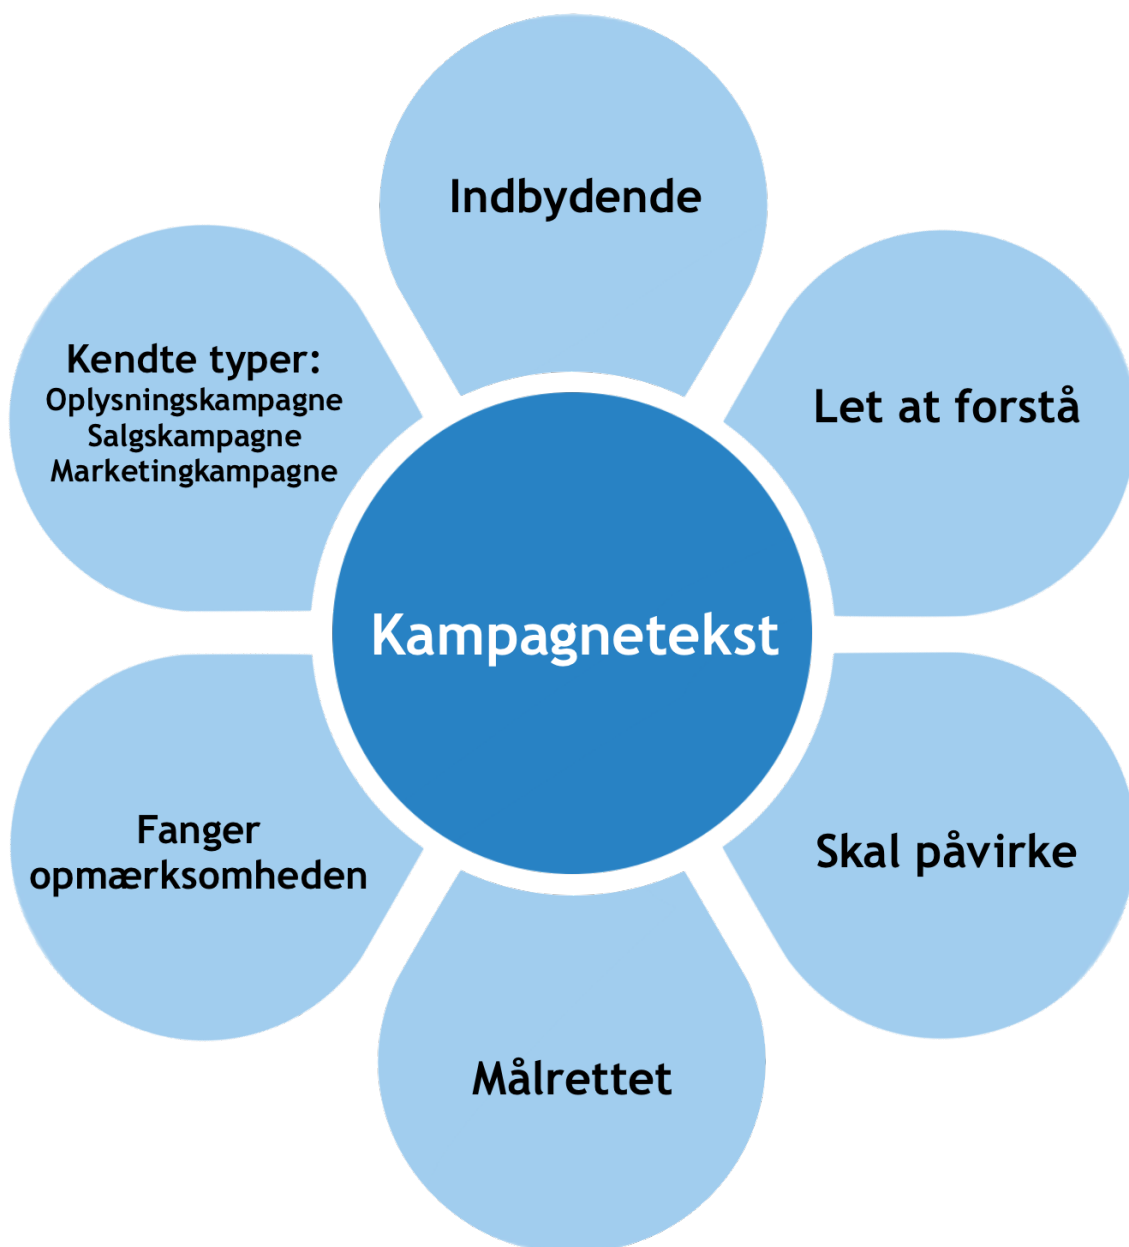 Indbydende
Let at forstå
Skal påvirke
Målrettet
Fanger
opmærksomheden
Kendte typer:
Oplysningskampagne
Salgskampagne
Marketingkampagne
Kampagnetekst